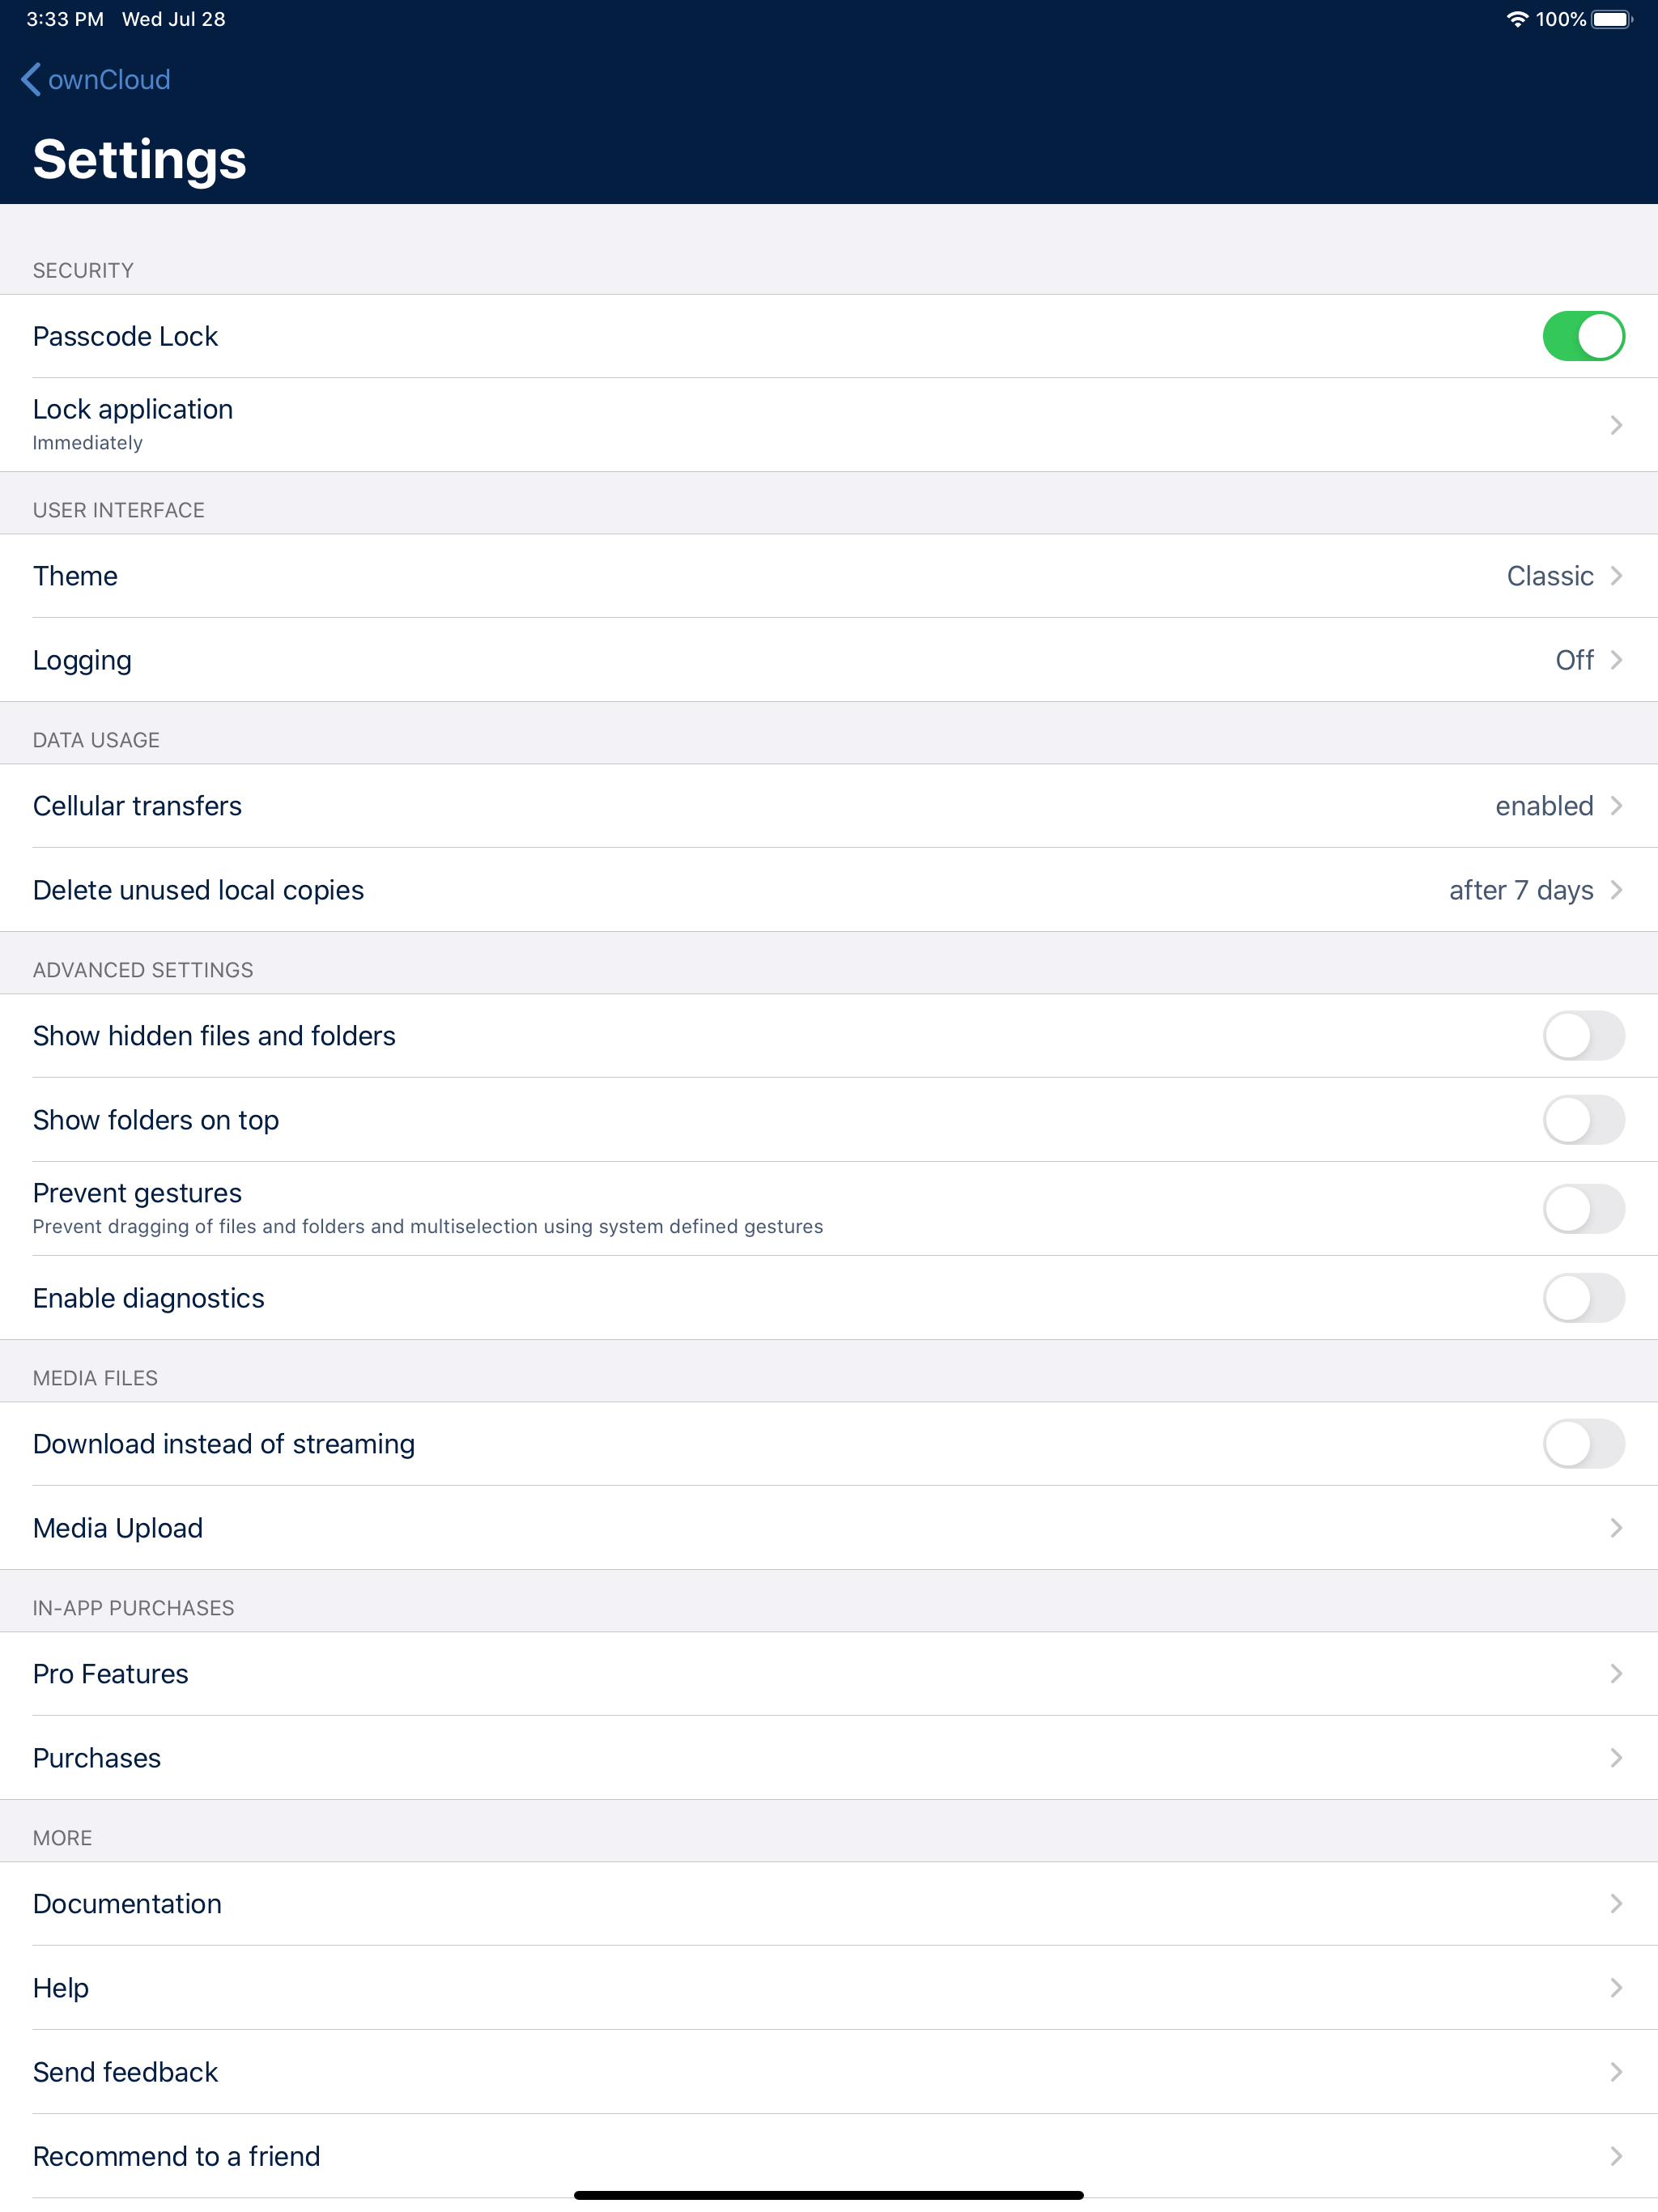 3:33 PM Wed Jul 28 100%
ownCloud
Settings
SECURITY
Passcode Lock
Lock application
Immediately
USER INTERFACE
Theme Classic
Logging Off
DATA USAGE
Cellular transfers enabled
Delete unused local copies after 7 days
ADVANCED SETTINGS
Show hidden files and folders
Show folders on top
Prevent gestures
Prevent dragging of files and folders and multiselection using system defined gestures
Enable diagnostics
MEDIA FILES
Download instead of streaming
Media Upload
IN-APP PURCHASES
Pro Features
Purchases
MORE
Documentation
Help
Send feedback
Recommend to a friend